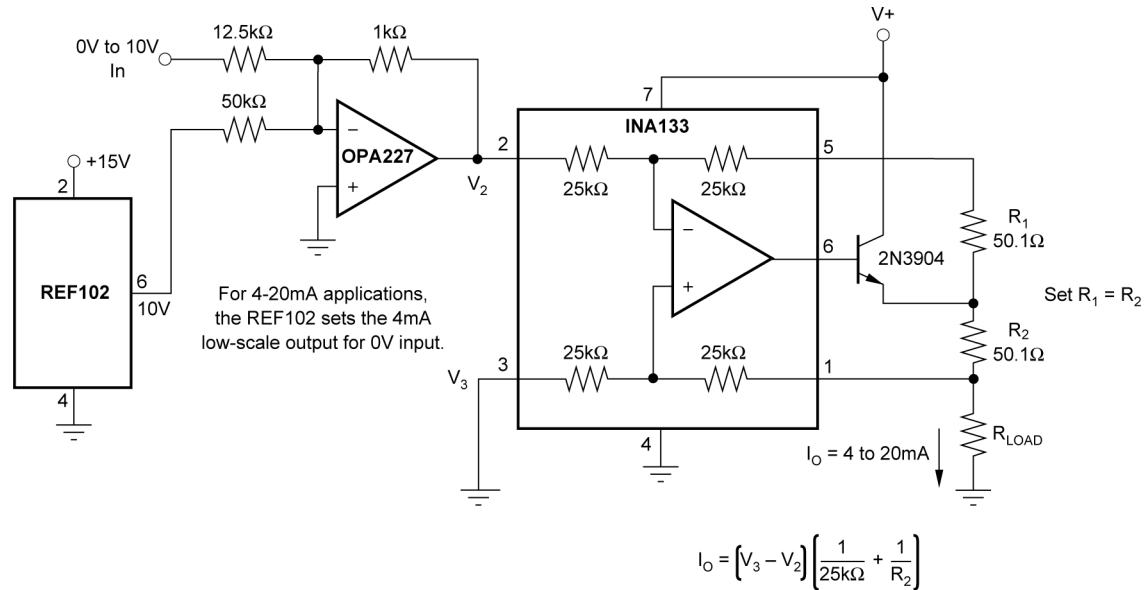 V+
12.5kΩ
1kΩ
0V to 10V
In
50kΩ
7
INA133
+15V
2
–
OPA227
+
2
V2
5
25kΩ
25kΩ
R1
50.1Ω
REF102
6
10V
–
+
6
2N3904
For 4-20mA applications,
the REF102 sets the 4mA
low-scale output for 0V input.
Set R1 = R2
R2
50.1Ω
25kΩ
25kΩ
V3
3
1
4
4
RLOAD
IO = 4 to 20mA
IO = (V3 – V2) (1/25kΩ + 1/R2)